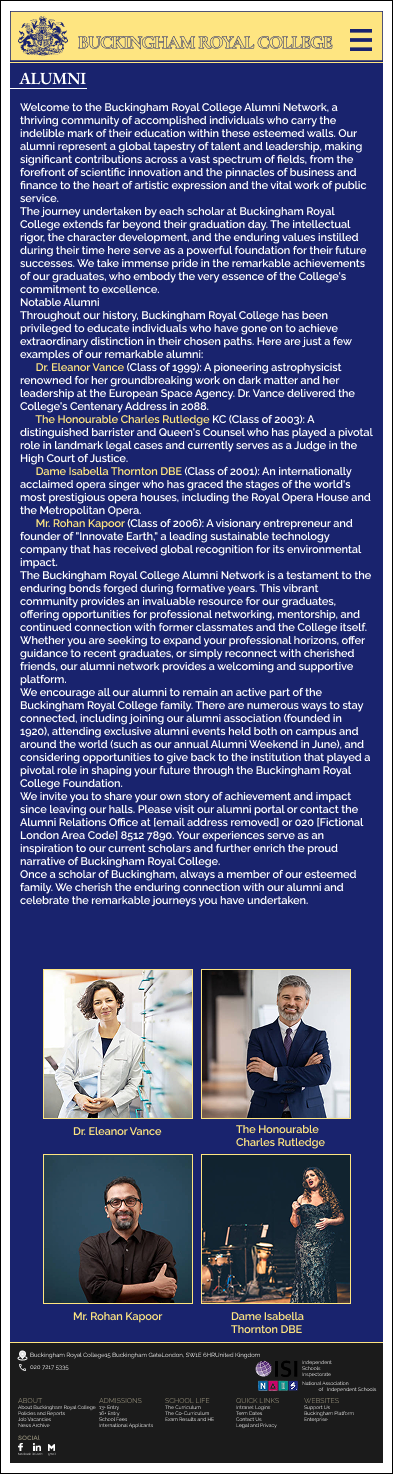 BUCKINGHAM ROYAL COLLEGE
ALUMNI
Welcome to the Buckingham Royal College Alumni Network, a
thriving community of accomplished individuals who carry the
indelible mark of their education within these esteemed walls. Our
alumni represent a global tapestry of talent and leadership, making
significant contributions across a vast spectrum of fields, from the
forefront of scientific innovation and the pinnacles of business and
finance to the heart of artistic expression and the vital work of public
service.
The journey undertaken by each scholar at Buckingham Royal
College extends far beyond their graduation day. The intellectual
rigor, the character development, and the enduring values instilled
during their time here serve as a powerful foundation for their future
successes. We take immense pride in the remarkable achievements
of our graduates, who embody the very essence of the College's
commitment to excellence.
Notable Alumni
Throughout our history, Buckingham Royal College has been
privileged to educate individuals who have gone on to achieve
extraordinary distinction in their chosen paths. Here are just a few
examples of our remarkable alumni:
Dr. Eleanor Vance (Class of 1999): A pioneering astrophysicist
renowned for her groundbreaking work on dark matter and her
leadership at the European Space Agency. Dr. Vance delivered the
College's Centenary Address in 2088.
The Honourable Charles Rutledge KC (Class of 2003): A
distinguished barrister and Queen's Counsel who has played a pivotal
role in landmark legal cases and currently serves as a Judge in the
High Court of Justice.
Dame Isabella Thornton DBE (Class of 2001): An internationally
acclaimed opera singer who has graced the stages of the world's
most prestigious opera houses, including the Royal Opera House and
the Metropolitan Opera.
Mr. Rohan Kapoor (Class of 2006): A visionary entrepreneur and
founder of "Innovate Earth," a leading sustainable technology
company that has received global recognition for its environmental
impact.
The Buckingham Royal College Alumni Network is a testament to the
enduring bonds forged during formative years. This vibrant
community provides an invaluable resource for our graduates,
offering opportunities for professional networking, mentorship, and
continued connection with former classmates and the College itself.
Whether you are seeking to expand your professional horizons, offer
guidance to recent graduates, or simply reconnect with cherished
friends, our alumni network provides a welcoming and supportive
platform.
We encourage all our alumni to remain an active part of the
Buckingham Royal College family. There are numerous ways to stay
connected, including joining our alumni association (founded in
1920), attending exclusive alumni events held both on campus and
around the world (such as our annual Alumni Weekend in June), and
considering opportunities to give back to the institution that played a
pivotal role in shaping your future through the Buckingham Royal
College Foundation.
We invite you to share your own story of achievement and impact
since leaving our halls. Please visit our alumni portal or contact the
Alumni Relations Office at [email address removed] or 020 [Fictional
London Area Code] 8512 7890. Your experiences serve as an
inspiration to our current scholars and further enrich the proud
narrative of Buckingham Royal College.
Once a scholar of Buckingham, always a member of our esteemed
family. We cherish the enduring connection with our alumni and
celebrate the remarkable journeys you have undertaken.
Dr. Eleanor Vance
The Honourable
Charles Rutledge
Mr. Rohan Kapoor
Dame Isabella
Thornton DBE
Buckingham Royal College15 Buckingham GateLondon, SW1E 6HRUnited Kingdom
020 7217 5335
ISI
Independent
Schools
Inspectorate
National Association
of Independent Schools
ABOUT
About Buckingham Royal College
Policies and Reports
Job Vacancies
News Archive
ADMISSIONS
13+ Entry
16+ Entry
School Fees
International Applicants
SCHOOL LIFE
The Curriculum
The Co-Curriculum
Exam Results and HE
QUICK LINKS
Intranet Logins
Term Dates
Contact Us
Legal and Privacy
WEBSITES
Support Us
Buckingham Platform
Enterprise
SOCIAL